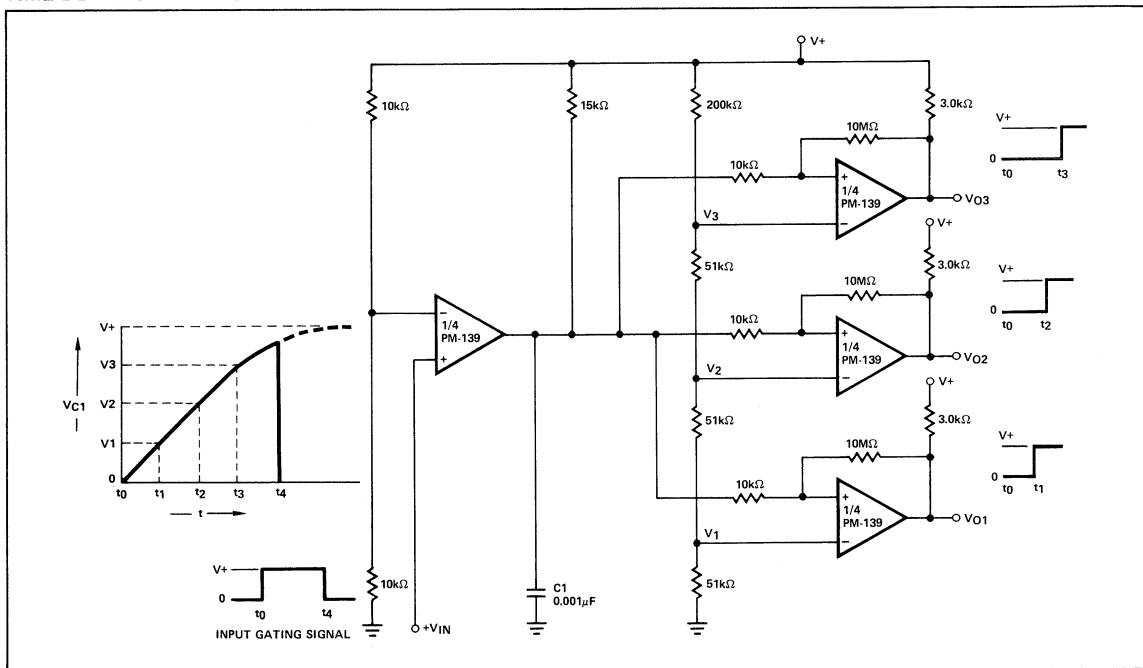 V+
10kΩ
15kΩ
200kΩ
3.0kΩ
10MΩ
V+
0
t0 t3
10kΩ
+
1/4
PM-139
−
VO3
V3
V+
51kΩ
3.0kΩ
10MΩ
V+
0
t0 t2
−
1/4
PM-139
+
10kΩ
+
1/4
PM-139
−
VO2
V2
V+
51kΩ
3.0kΩ
10MΩ
V+
0
t0 t1
10kΩ
+
1/4
PM-139
−
VO1
V1
51kΩ
V+
V3
VC1
V2
V1
0
t0 t1 t2 t3 t4
t
V+
0
t0 t4
INPUT GATING SIGNAL
10kΩ
+VIN
C1
0.001μF